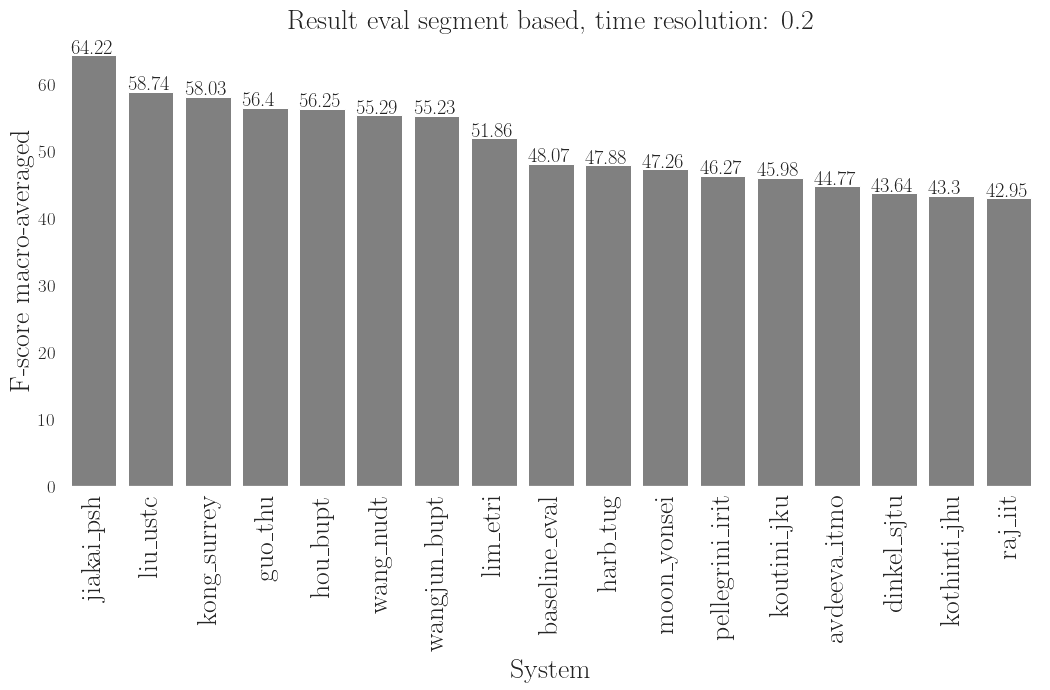 Result eval segment based, time resolution: 0.2
F-score macro-averaged
60
50
40
30
20
10
0
64.22
58.74
58.03
56.4
56.25
55.29
55.23
51.86
48.07
47.88
47.26
46.27
45.98
44.77
43.64
43.3
42.95
jiakai_psh
liu_ustc
kong_surrey
guo_thu
hou_bupt
wang_nudt
wangjun_bupt
lim_etri
baseline_eval
harb_tug
moon_yonsei
pellegrini_irit
koutini_jku
avdeeva_itmo
dinkel_sjtu
kothinti_jhu
raj_iit
System